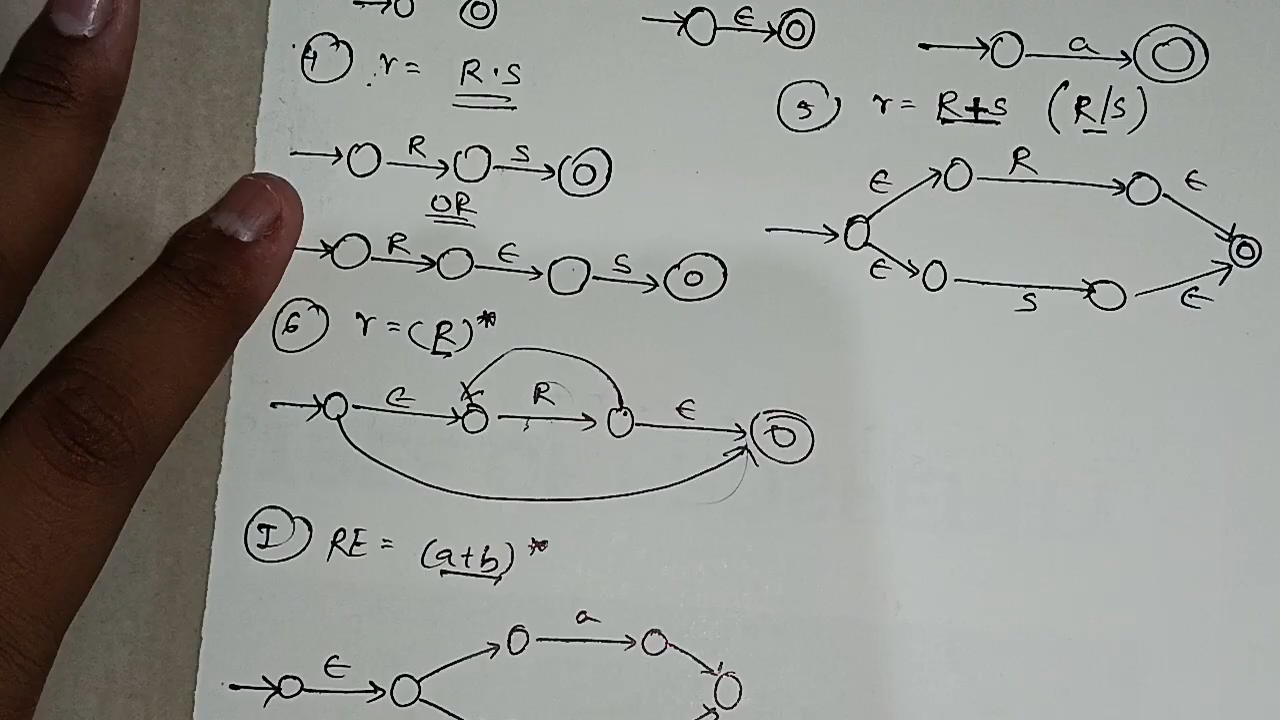 ϵ
a
4 r = R.S
5 r = R+S (R/S)
R S
OR
R ϵ S
ϵ R ϵ
ϵ S ϵ
6 r = (R)*
ϵ R ϵ
I RE = (a+b)*
a
ϵ